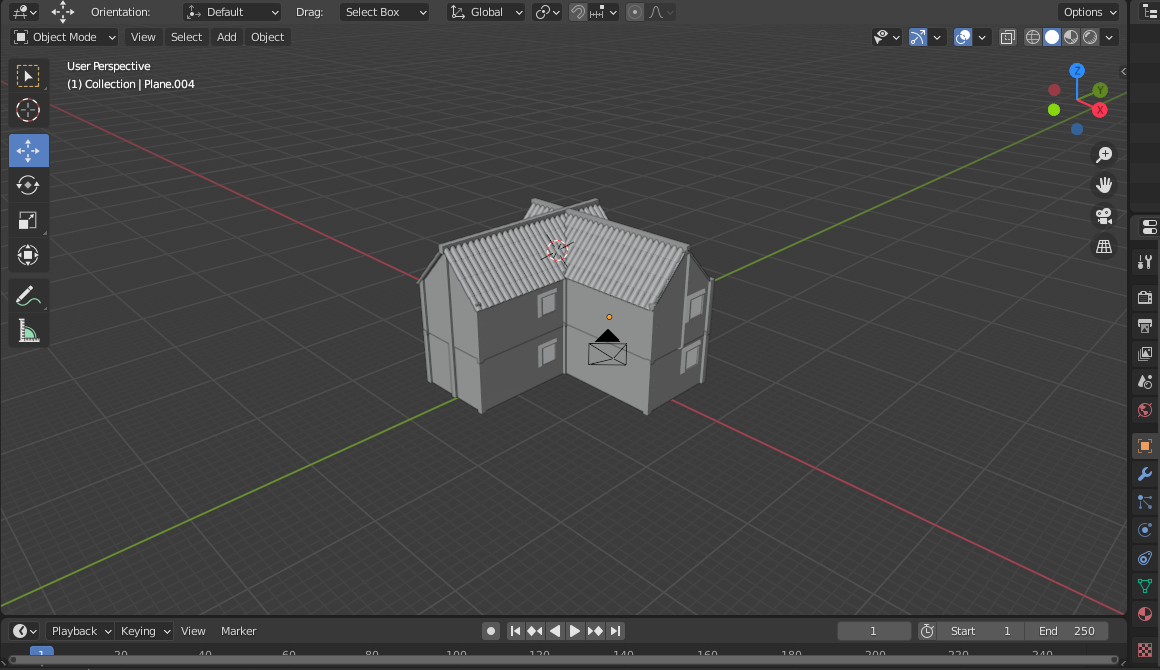 Orientation: Default Drag: Select Box Global Options
Object Mode View Select Add Object
User Perspective
(1) Collection | Plane.004
Z
Y
X
Playback Keying View Marker 1 Start 1 End 250
1 20 40 60 80 100 120 140 160 180 200 220 240